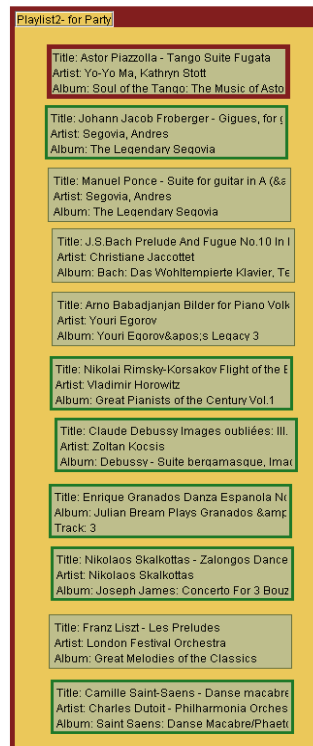 Playlist2- for Party
Title: Astor Piazzolla - Tango Suite Fugata
Artist: Yo-Yo Ma, Kathryn Stott
Album: Soul of the Tango: The Music of Asto
Title: Johann Jacob Froberger - Gigues, for g
Artist: Segovia, Andres
Album: The Legendary Segovia
Title: Manuel Ponce - Suite for guitar in A (&a
Artist: Segovia, Andres
Album: The Legendary Segovia
Title: J.S.Bach Prelude And Fugue No.10 In
Artist: Christiane Jaccottet
Album: Bach: Das Wohltempierte Klavier, Te
Title: Arno Babadjanjan Bilder for Piano Volk
Artist: Youri Egorov
Album: Youri Egorov&apos;s Legacy 3
Title: Nikolai Rimsky-Korsakov Flight of the B
Artist: Vladimir Horowitz
Album: Great Pianists of the Century Vol.1
Title: Claude Debussy Images oubliées: III.
Artist: Zoltan Kocsis
Album: Debussy - Suite bergamasque, Imag
Title: Enrique Granados Danza Espanola No
Album: Julian Bream Plays Granados &amp
Track: 3
Title: Nikolaos Skalkottas - Zalongos Dance
Artist: Nikolaos Skalkottas
Album: Joseph James: Concerto For 3 Bouz
Title: Franz Liszt - Les Preludes
Artist: London Festival Orchestra
Album: Great Melodies of the Classics
Title: Camille Saint-Saens - Danse macabre
Artist: Charles Dutoit - Philharmonia Orches
Album: Saint Saens: Danse Macabre/Phaeto